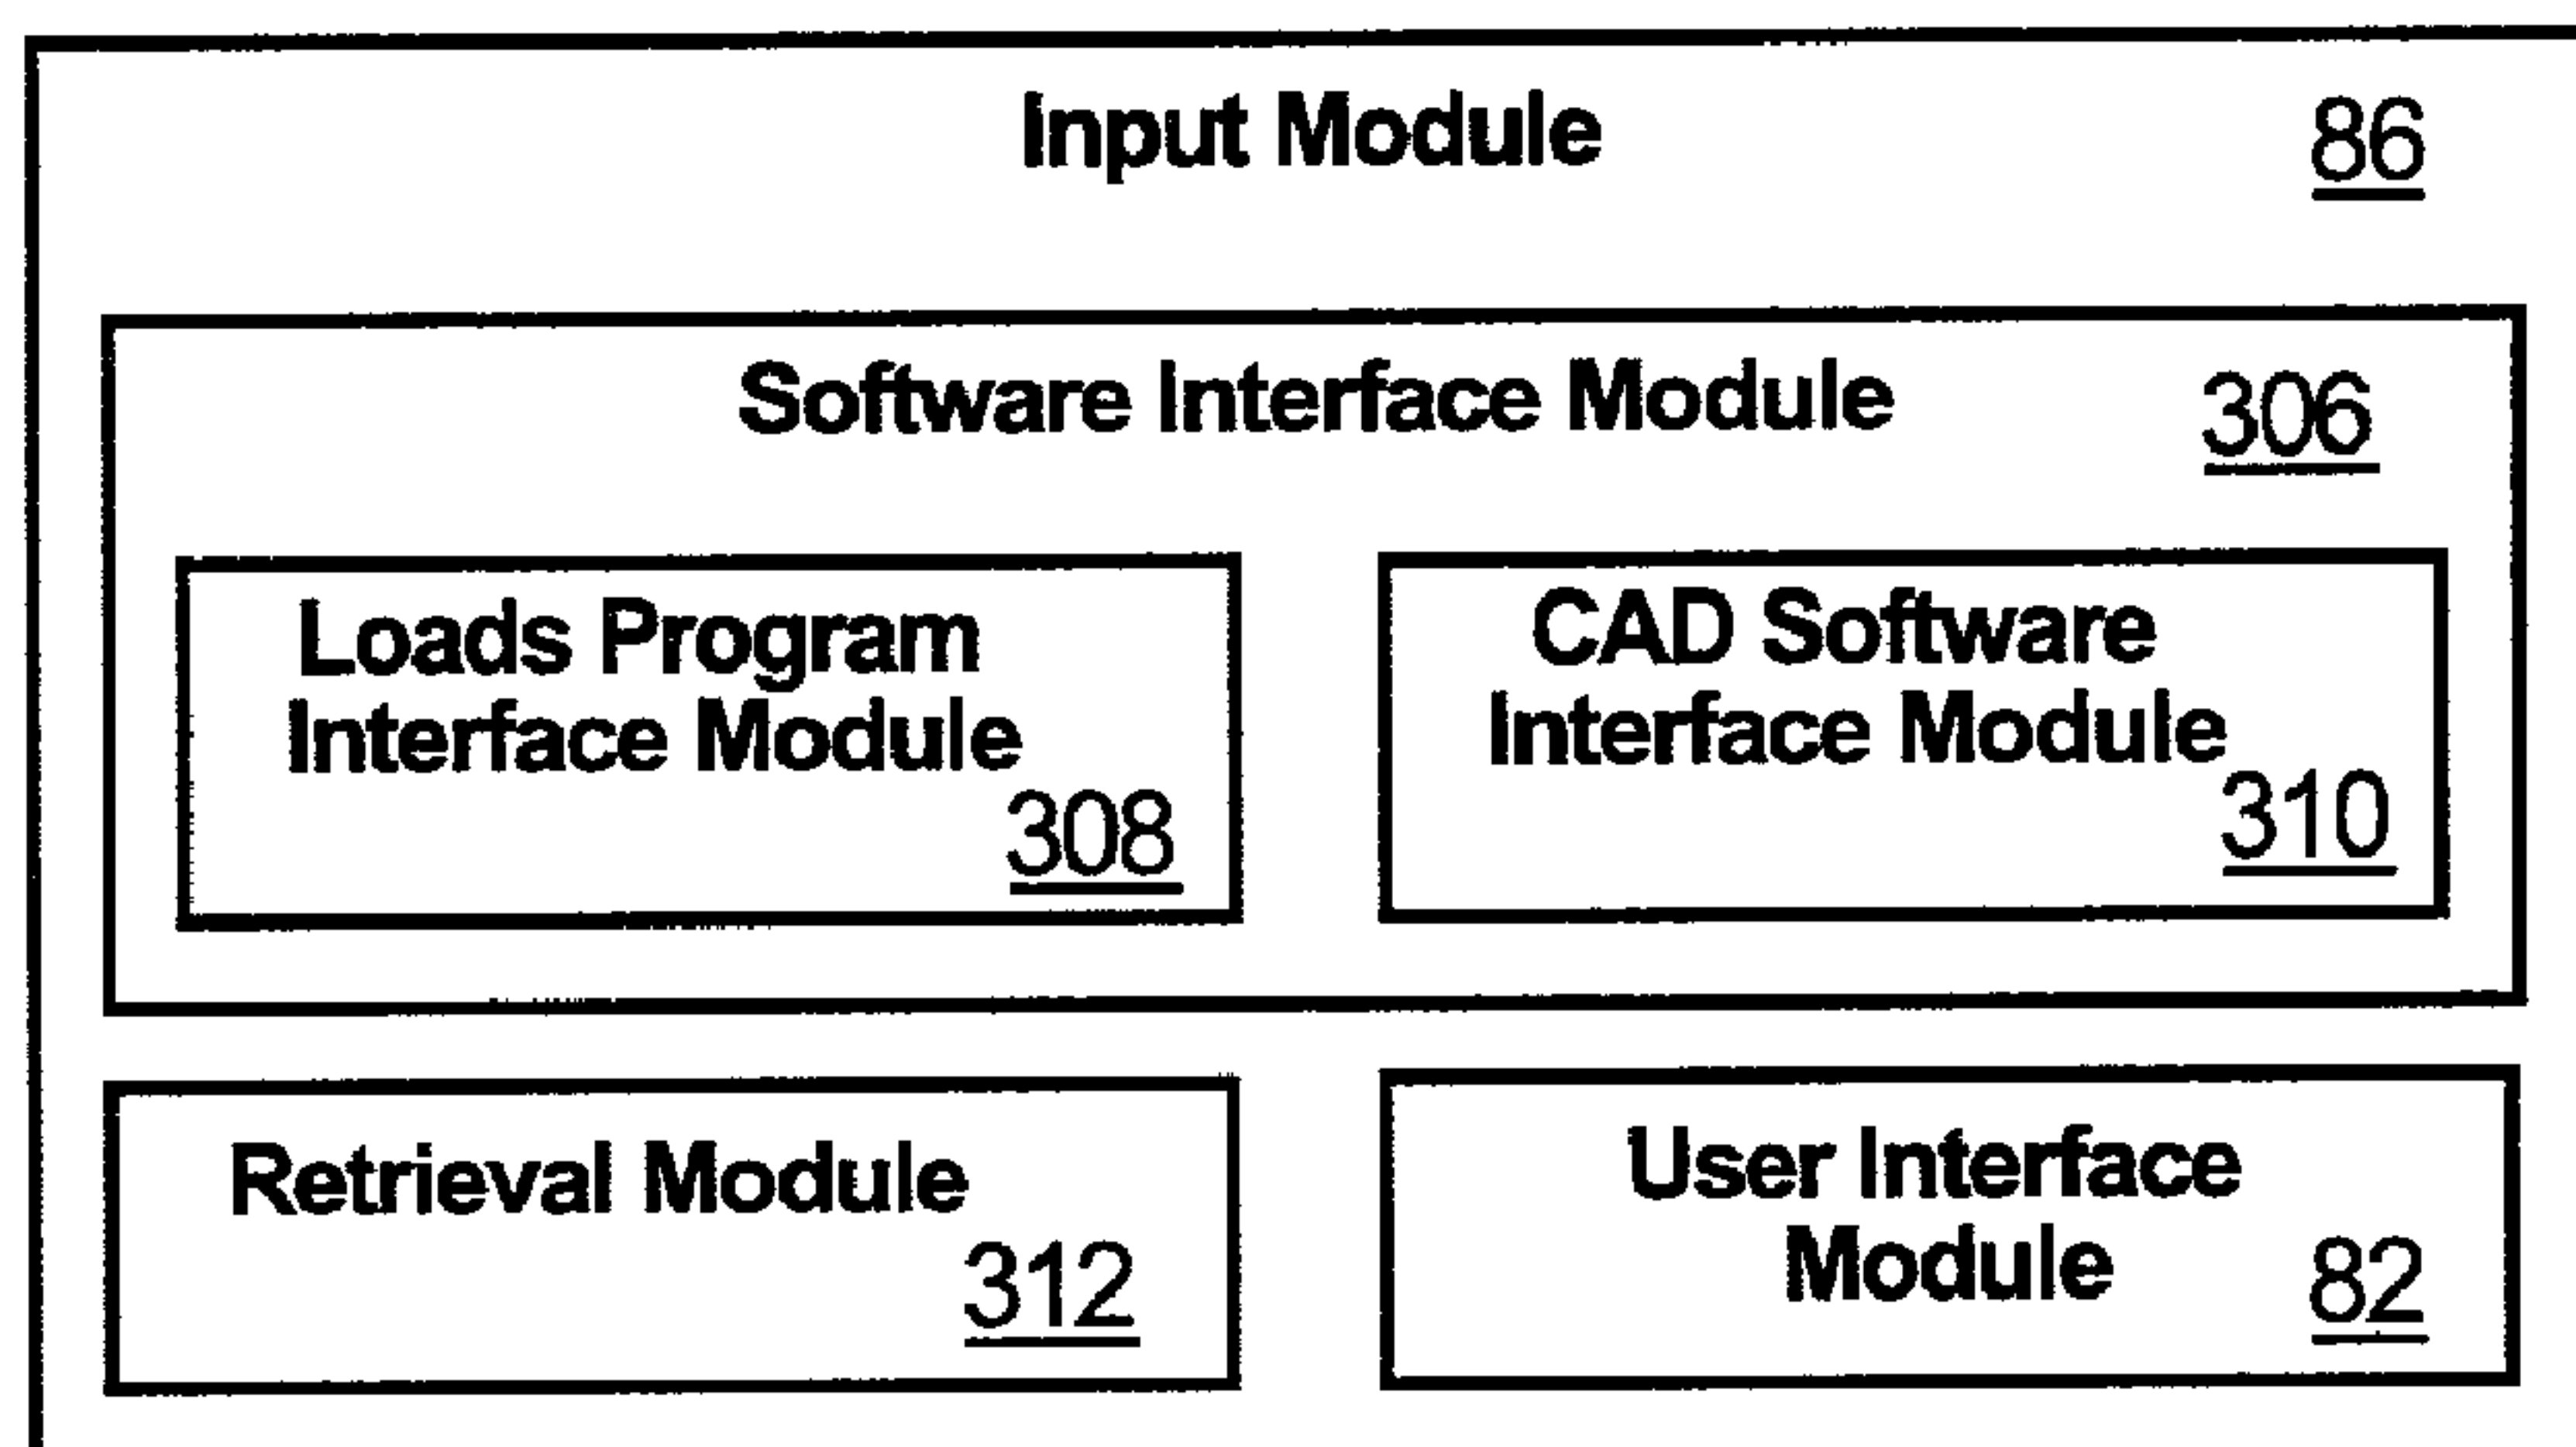 Input Module 86
Software Interface Module 306
Loads Program
Interface Module
308
CAD Software
Interface Module
310
Retrieval Module
312
User Interface
Module 82